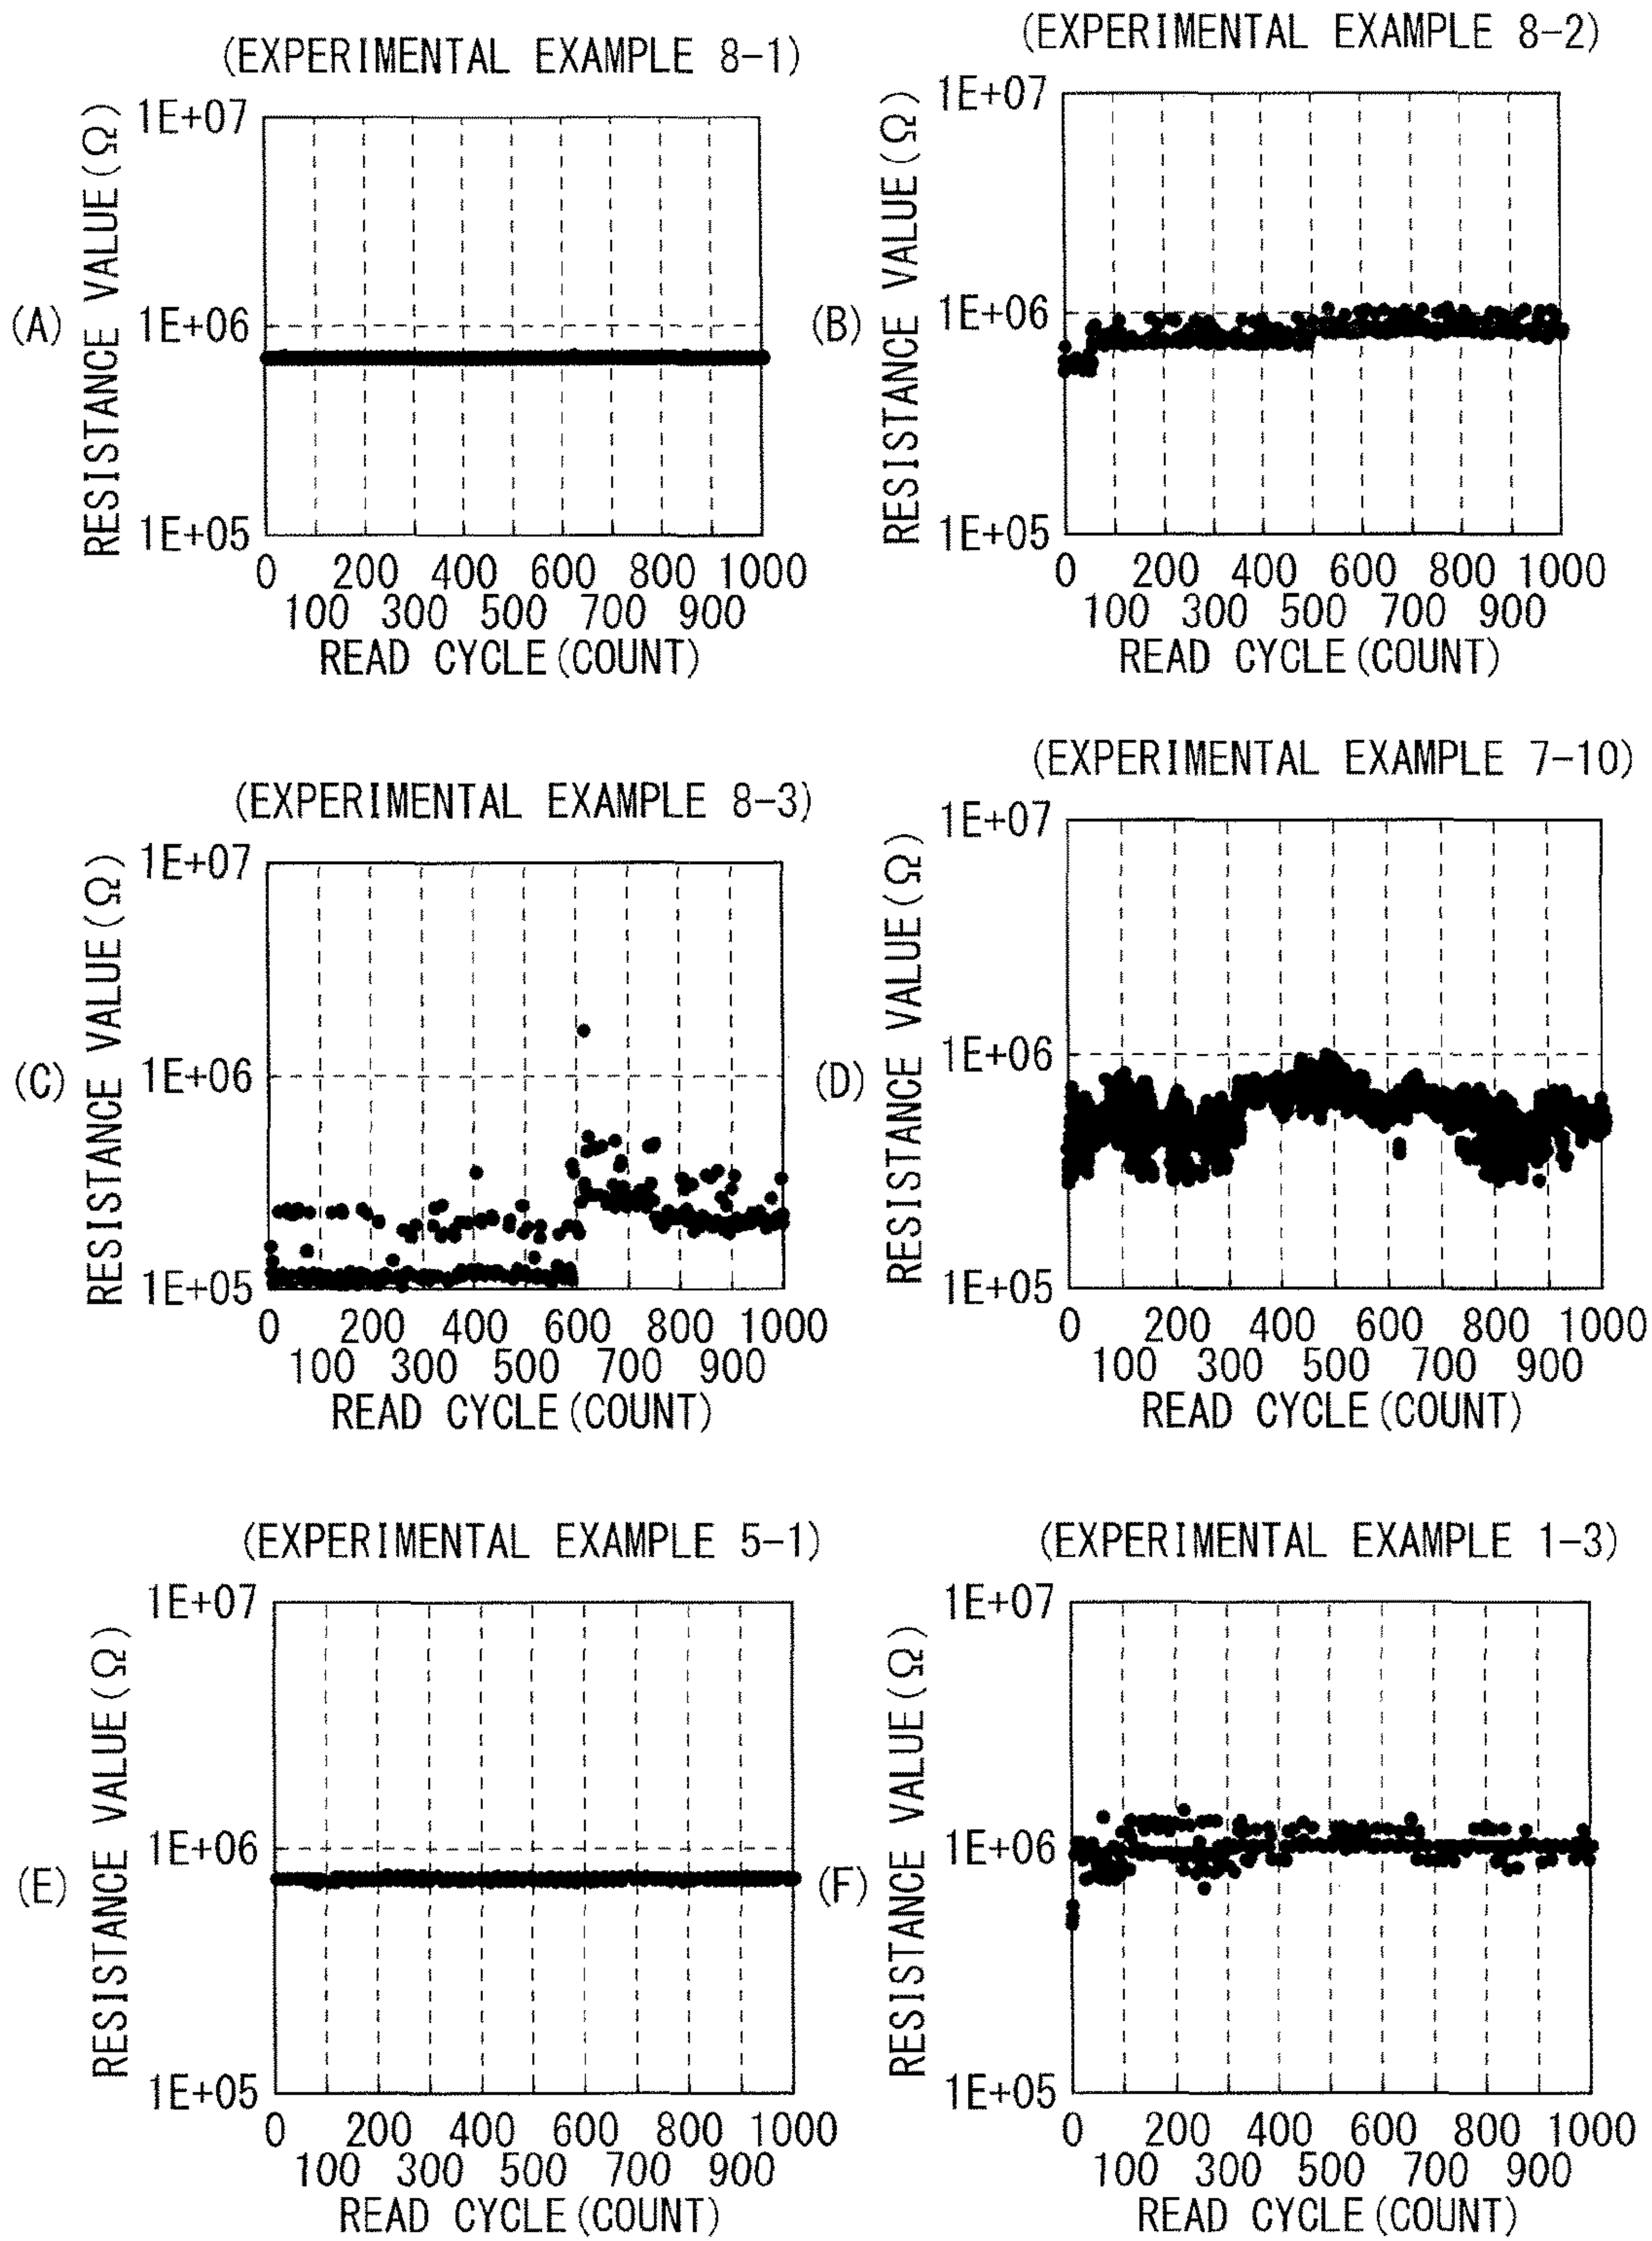 (EXPERIMENTAL EXAMPLE 8-1)
1E+07
1E+06
1E+05
RESISTANCE VALUE(Ω)
(A)
0 200 400 600 800 1000
100 300 500 700 900
READ CYCLE(COUNT)
(EXPERIMENTAL EXAMPLE 8-2)
1E+07
1E+06
1E+05
RESISTANCE VALUE(Ω)
(B)
0 200 400 600 800 1000
100 300 500 700 900
READ CYCLE(COUNT)
(EXPERIMENTAL EXAMPLE 8-3)
1E+07
1E+06
1E+05
RESISTANCE VALUE(Ω)
(C)
0 200 400 600 800 1000
100 300 500 700 900
READ CYCLE(COUNT)
(EXPERIMENTAL EXAMPLE 7-10)
1E+07
1E+06
1E+05
RESISTANCE VALUE(Ω)
(D)
0 200 400 600 800 1000
100 300 500 700 900
READ CYCLE(COUNT)
(EXPERIMENTAL EXAMPLE 5-1)
1E+07
1E+06
1E+05
RESISTANCE VALUE(Ω)
(E)
0 200 400 600 800 1000
100 300 500 700 900
READ CYCLE(COUNT)
(EXPERIMENTAL EXAMPLE 1-3)
1E+07
1E+06
1E+05
RESISTANCE VALUE(Ω)
(F)
0 200 400 600 800 1000
100 300 500 700 900
READ CYCLE(COUNT)